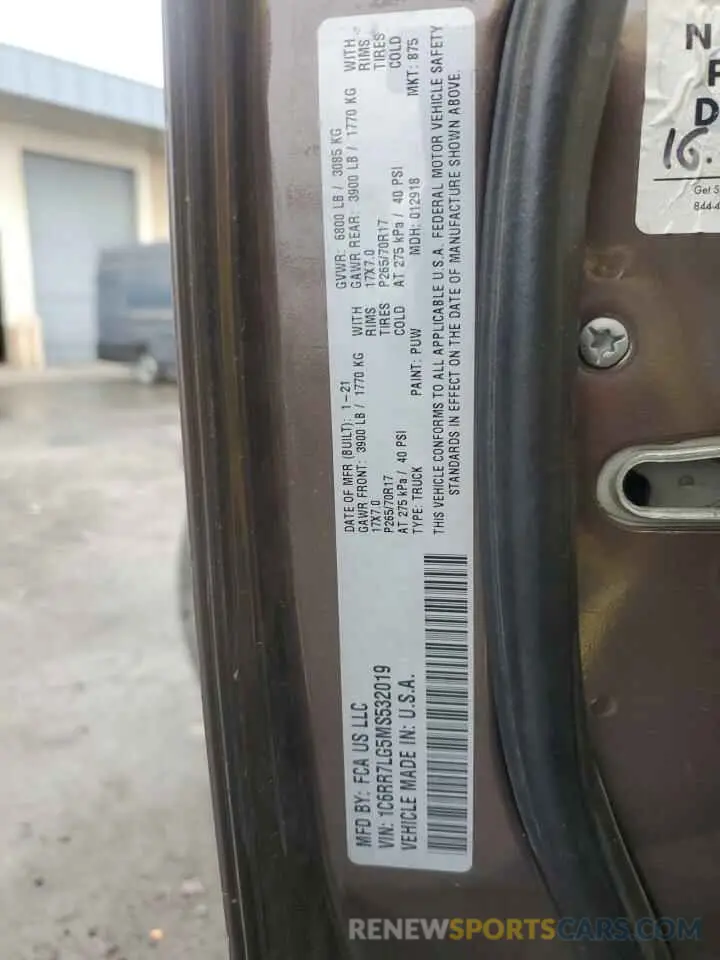 MFD BY: FCA US LLC
VIN: 1C6RR7LG5MS532019
VEHICLE MADE IN: U.S.A.
DATE OF MFR (BUILT): 1-21
GAWR FRONT: 3900 LB / 1770 KG WITH
17X7.0 RIMS
P265/70R17 TIRES
AT 275 kPa / 40 PSI COLD
TYPE: TRUCK PAINT: PUW
GVWR: 6800 LB / 3085 KG
GAWR REAR: 3900 LB / 1770 KG WITH
17X7.0 RIMS
P265/70R17 TIRES
AT 275 kPa / 40 PSI COLD
MDH: 012918 MKT: 875
THIS VEHICLE CONFORMS TO ALL APPLICABLE U.S.A. FEDERAL MOTOR VEHICLE SAFETY
STANDARDS IN EFFECT ON THE DATE OF MANUFACTURE SHOWN ABOVE.
N
F
D
16.
Get S
844-4
RENEWSPORTSCARS.COM